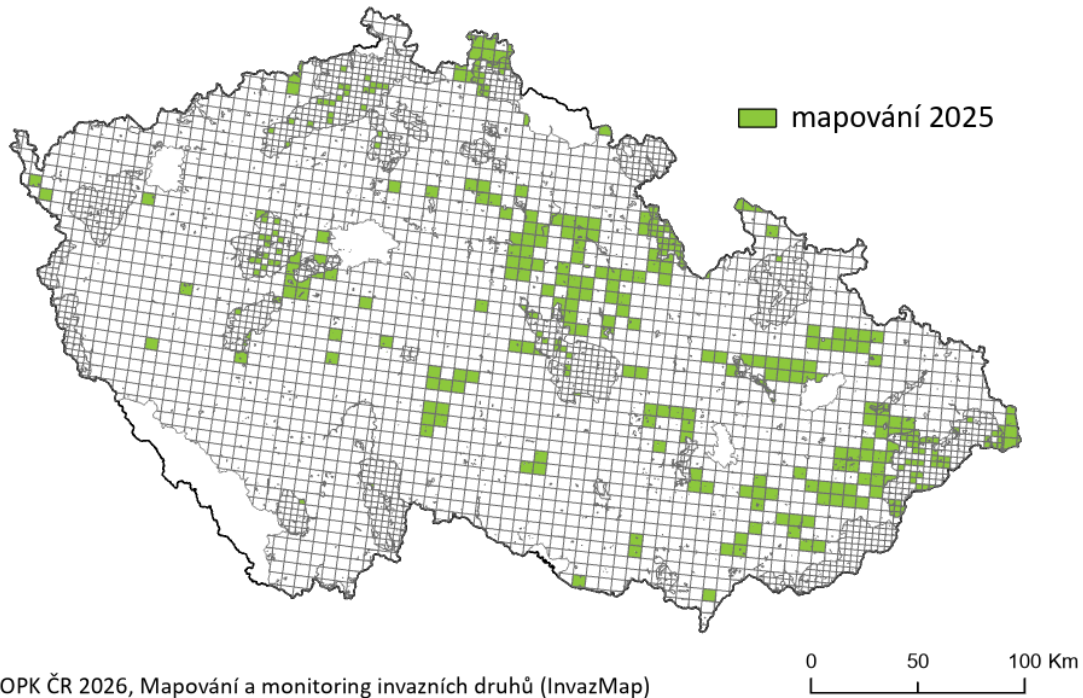 mapování 2025
0 50 100 Km
OPK ČR 2026, Mapování a monitoring invazních druhů (InvazMap)